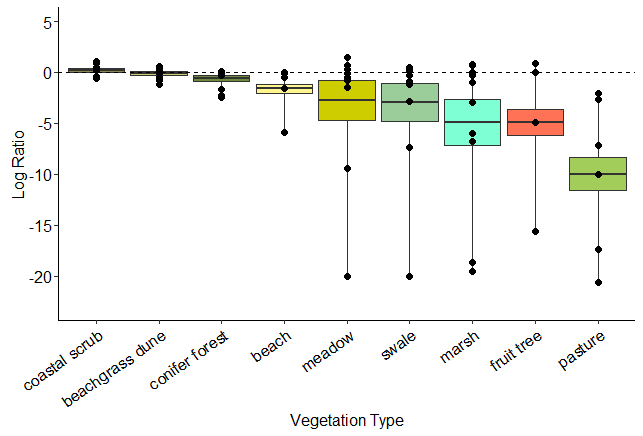 5
0
-5
-10
-15
-20
Log Ratio
coastal scrub
beachgrass dune
conifer forest
beach
meadow
swale
marsh
fruit tree
pasture
Vegetation Type